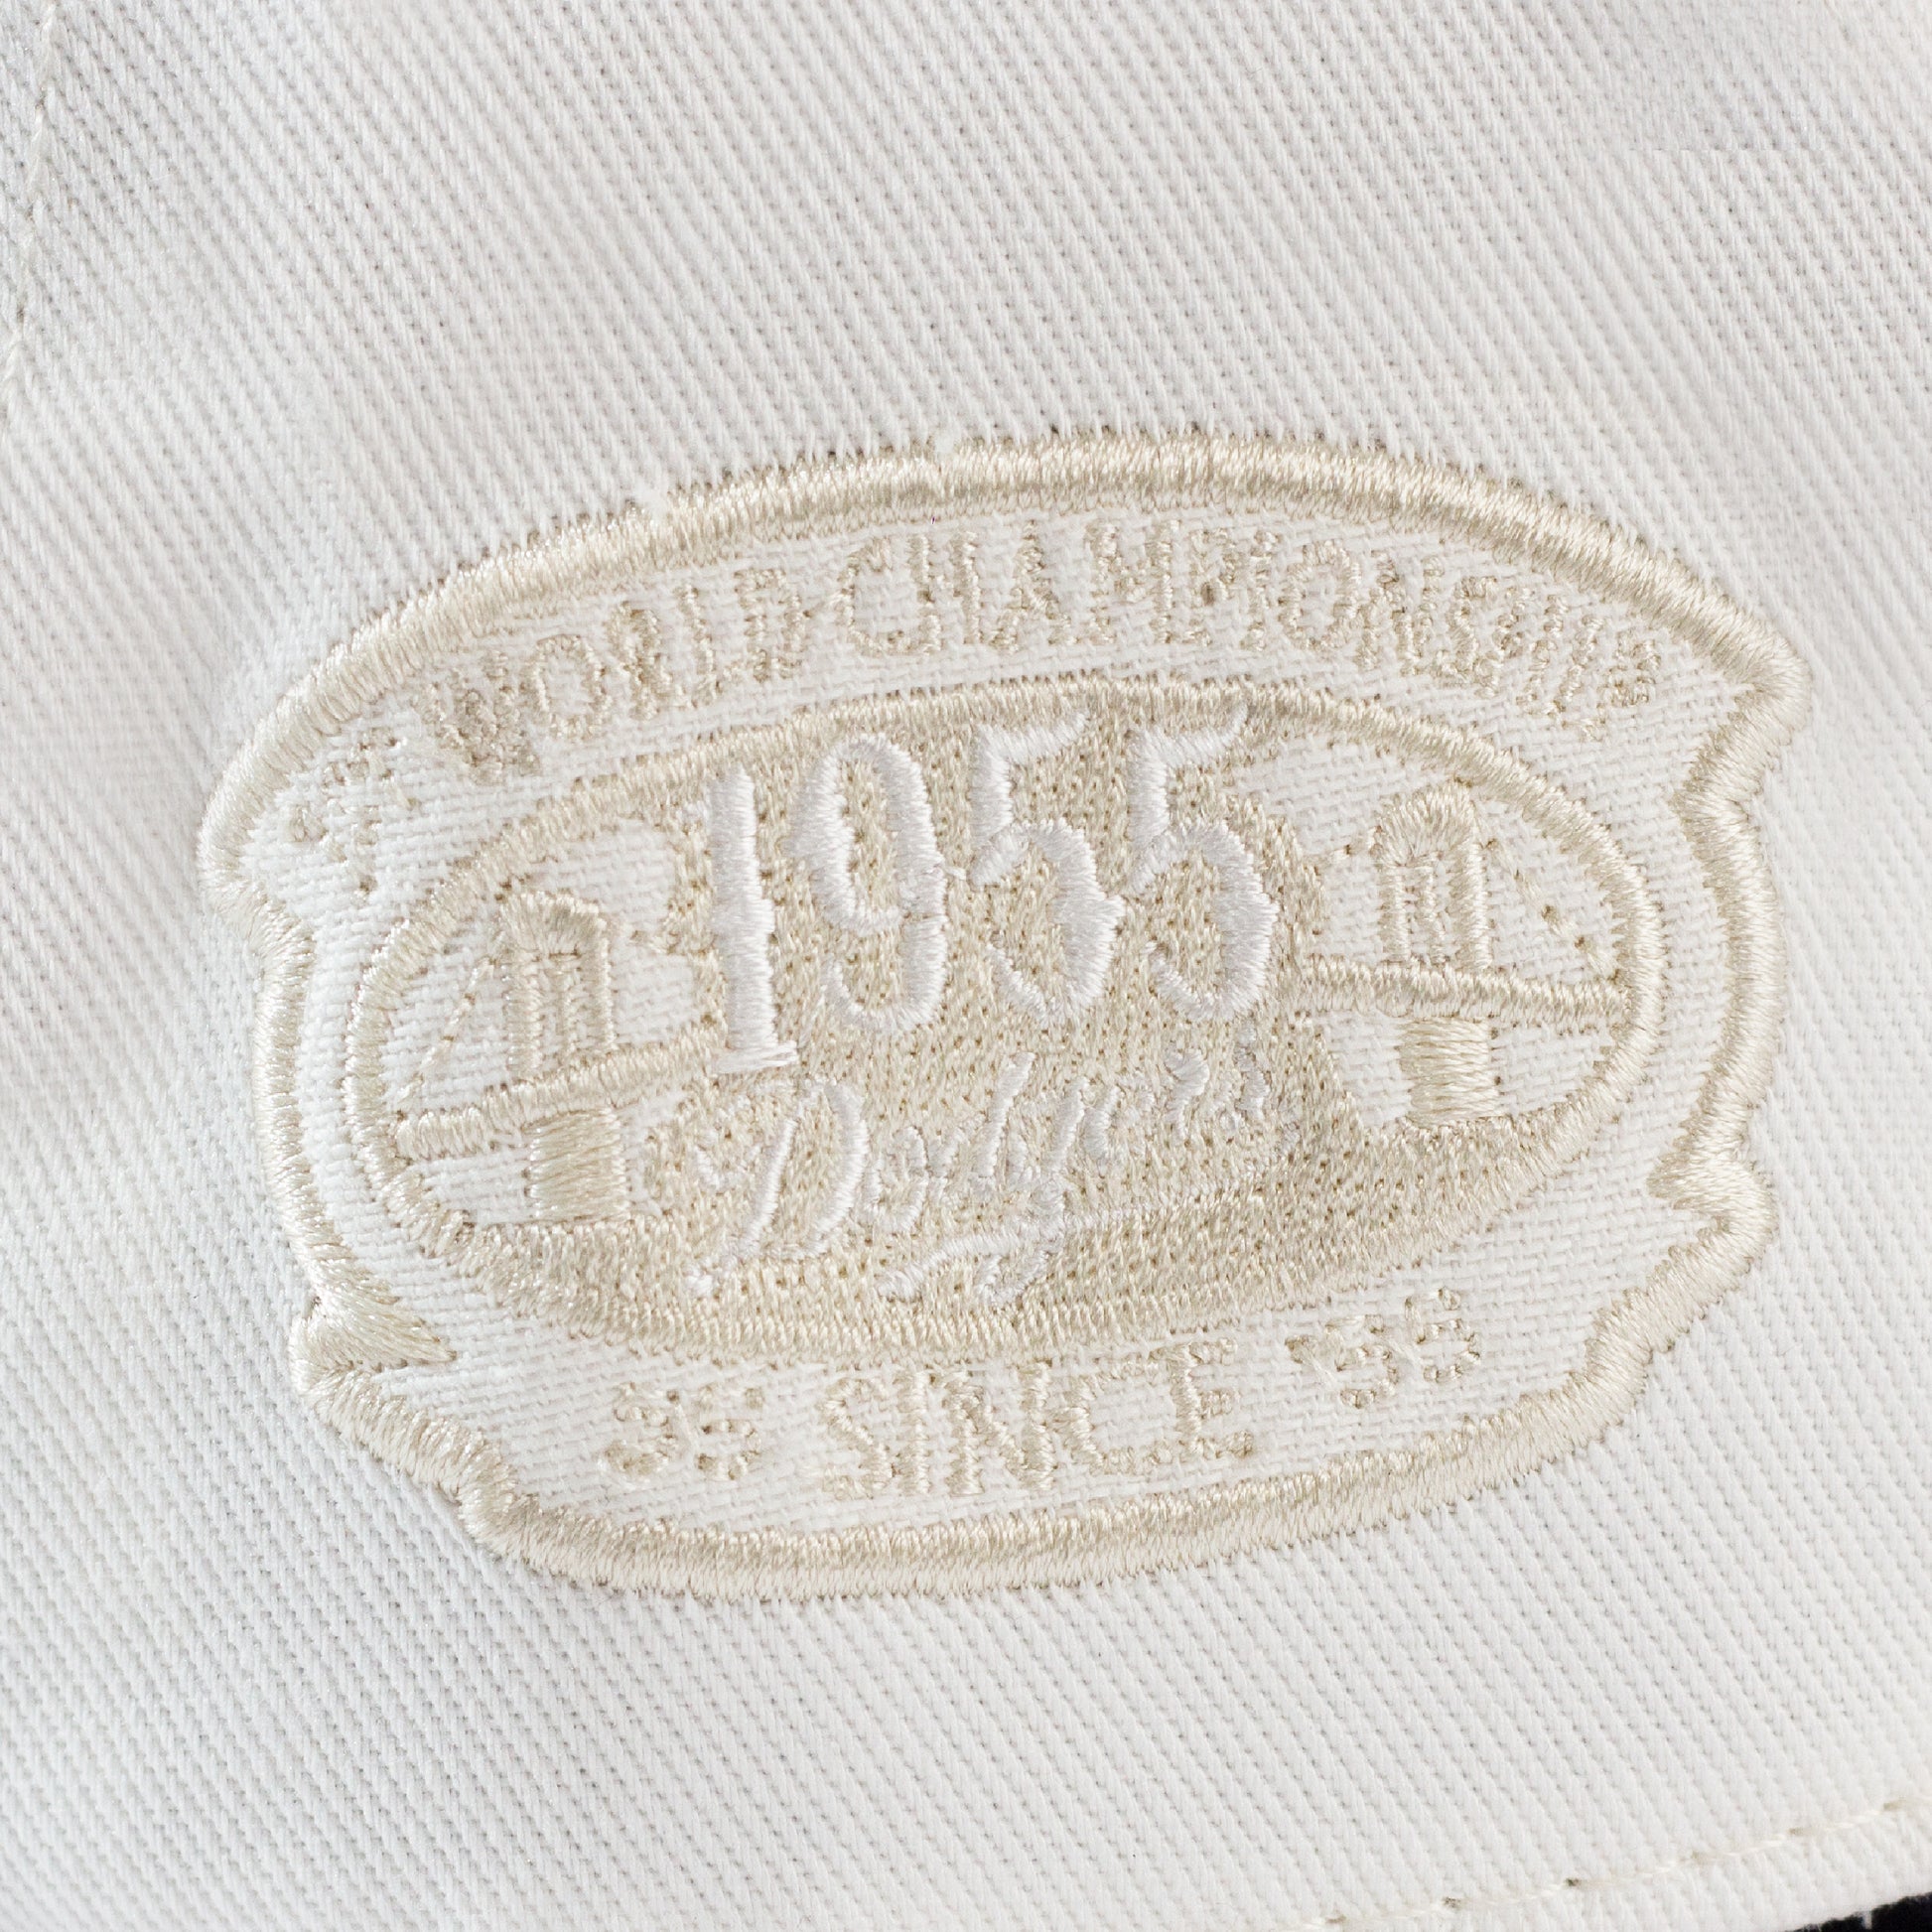 WORLD CHAMPIONSHIP
1955
Dodgers
SINCE